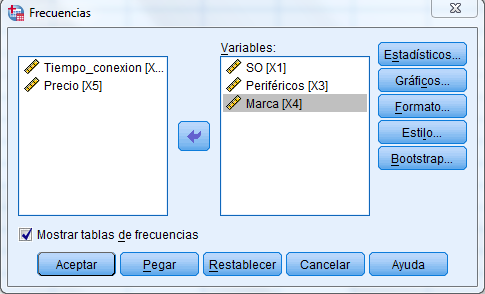 Frecuencias
Variables:
Tiempo_conexion [X...
Precio [X5]
SO [X1]
Periféricos [X3]
Marca [X4]
Estadísticos...
Gráficos...
Formato...
Estilo...
Bootstrap...
Mostrar tablas de frecuencias
Aceptar
Pegar
Restablecer
Cancelar
Ayuda